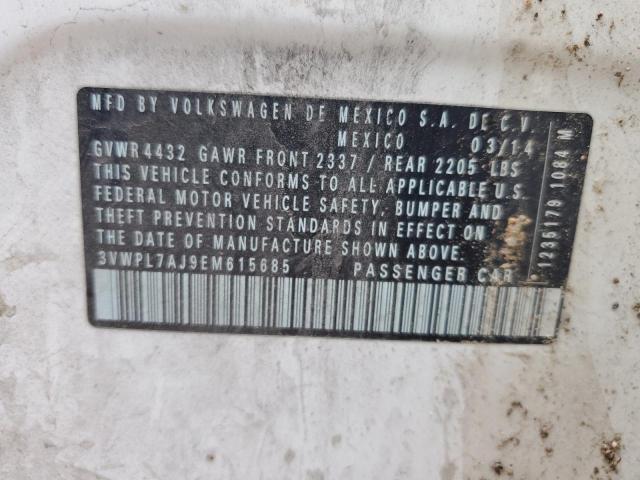 MFD BY VOLKSWAGEN DE MEXICO S.A. DE C.V.
MEXICO 03/14
GVWR 4432 GAWR FRONT 2337 / REAR 2205 LBS
THIS VEHICLE CONFORMS TO ALL APPLICABLE U.S.
FEDERAL MOTOR VEHICLE SAFETY, BUMPER AND
THEFT PREVENTION STANDARDS IN EFFECT ON
THE DATE OF MANUFACTURE SHOWN ABOVE.
3VWPL7AJ9EM615685 PASSENGER CAR
1235179 1084 M